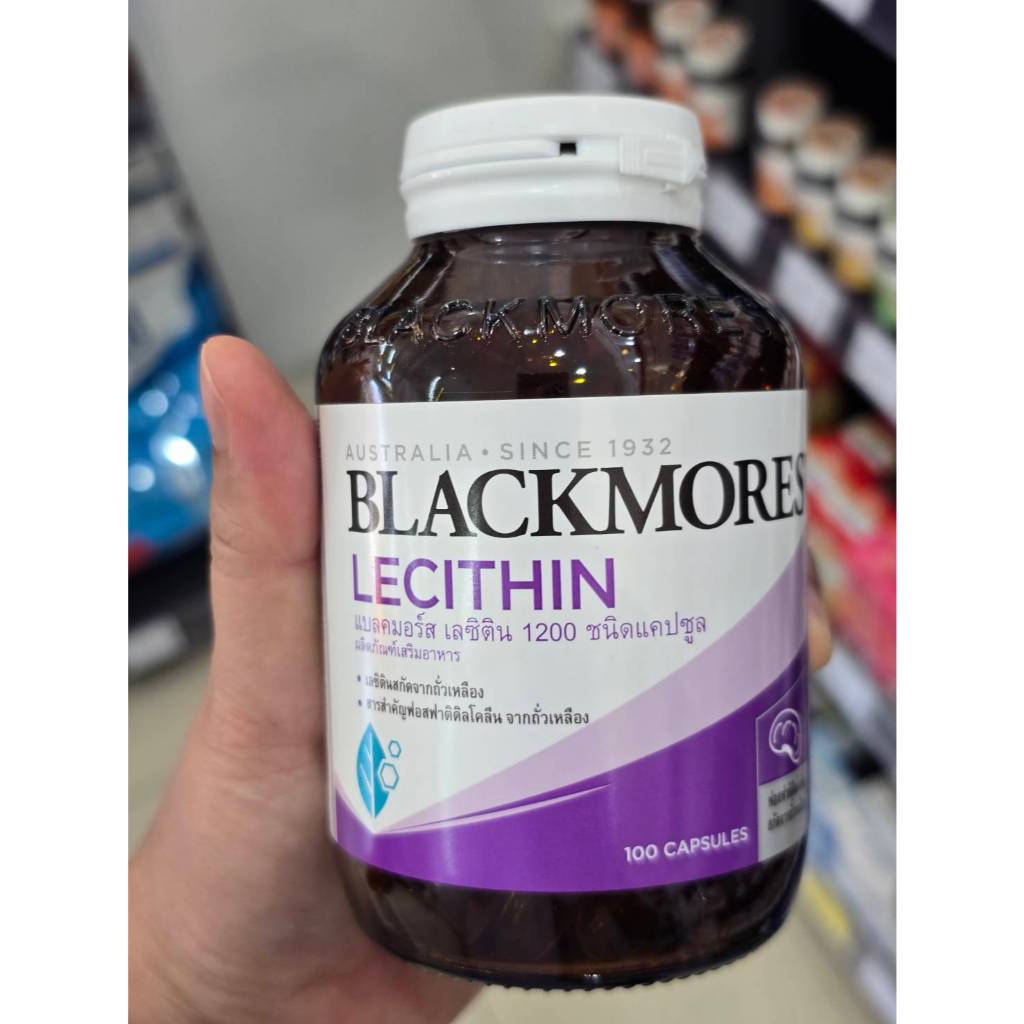 BLACKMORES
AUSTRALIA • SINCE 1932
BLACKMORES
LECITHIN
แบลคมอร์ส เลซิติน 1200 ชนิดแคปซูล
ผลิตภัณฑ์เสริมอาหาร
• เลซิตินสกัดจากถั่วเหลือง
• สารสำคัญฟอสฟาติดิลโคลีน จากถั่วเหลือง
100 CAPSULES